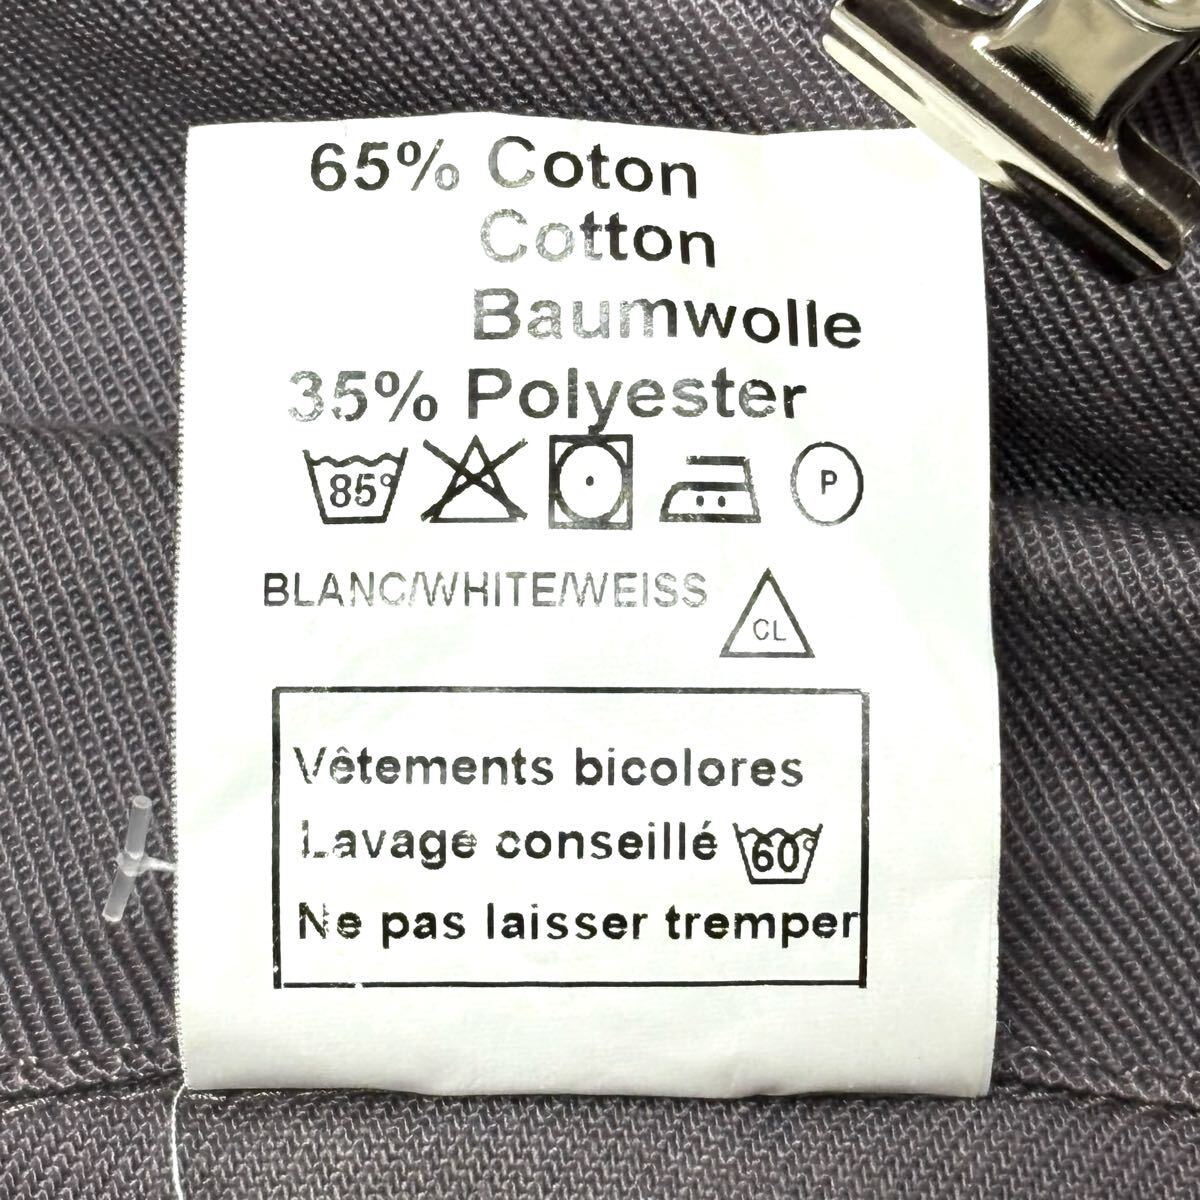 65% Coton
Cotton
Baumwolle
35% Polyester
85° P
BLANC/WHITE/WEISS CL
Vêtements bicolores
Lavage conseillé 60°
Ne pas laisser tremper